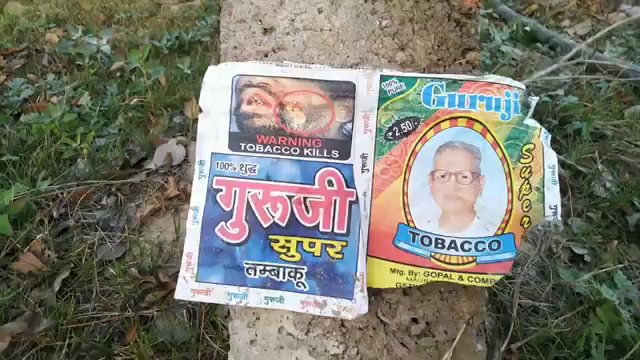 WARNING
TOBACCO KILLS
100% शुद्ध
गुरूजी
सुपर
तम्बाकू
100% PURE
Guruji
₹2.50/-
Super
TOBACCO
Mfg. By: GOPAL & COMP
गुरूजी गुरूजी गुरूजी गुरूजी